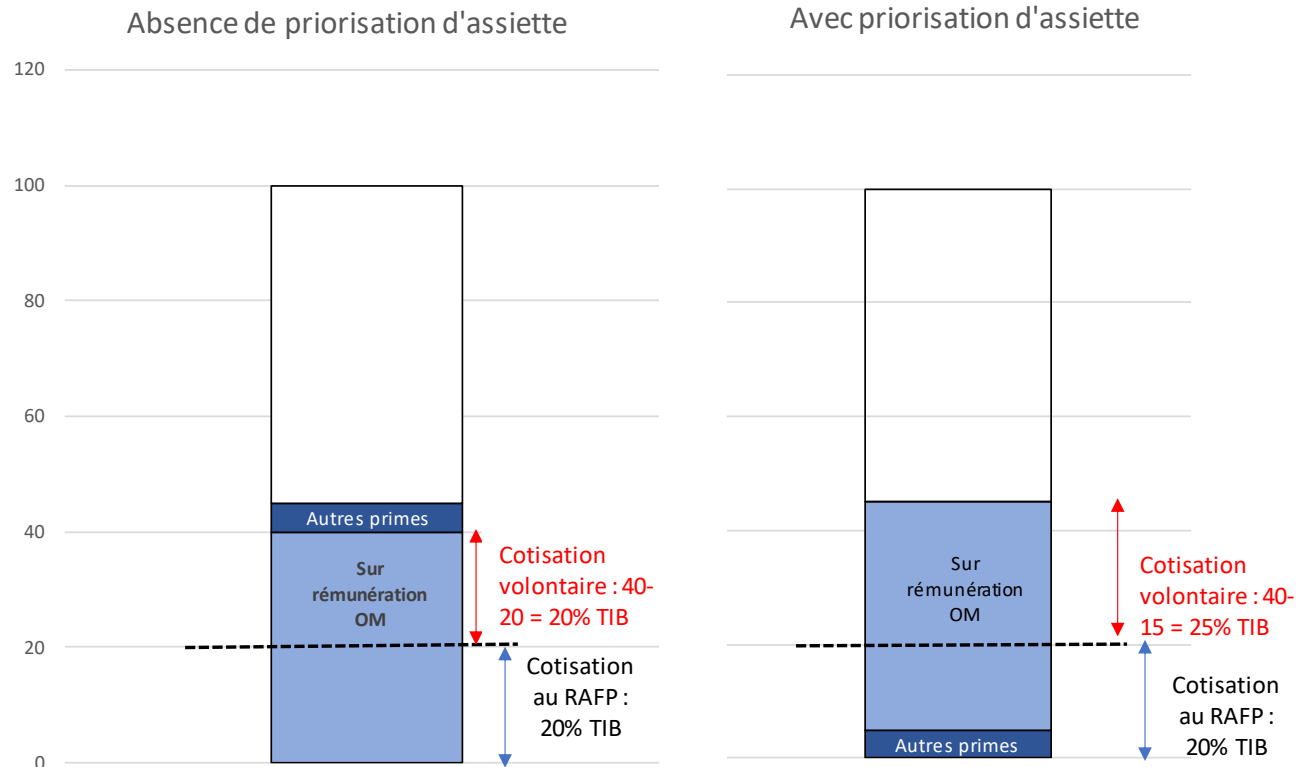 Absence de priorisation d'assiette
120
100
80
60
40
20
0
Autres primes
Sur
rémunération
OM
Cotisation
volontaire : 40-
20 = 20% TIB
Cotisation
au RAFP :
20% TIB
Avec priorisation d'assiette
Sur
rémunération
OM
Autres primes
Cotisation
volontaire : 40-
15 = 25% TIB
Cotisation
au RAFP :
20% TIB